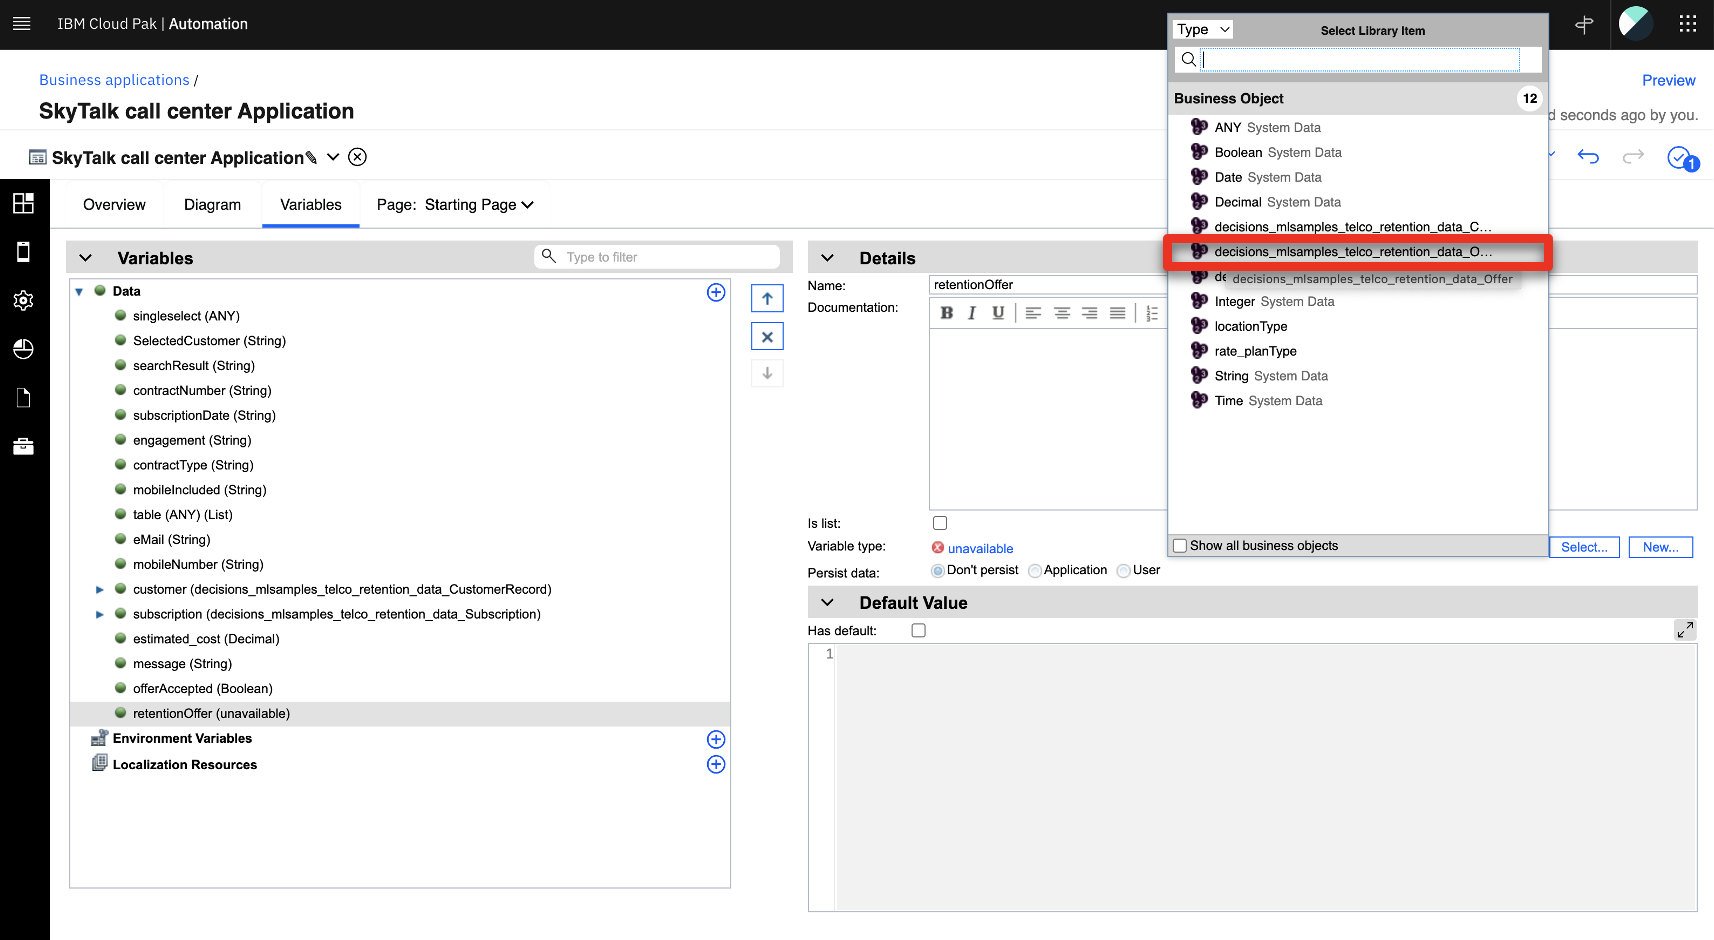 IBM Cloud Pak | Automation
Business applications /
SkyTalk call center Application
Preview
d seconds ago by you.
SkyTalk call center Application
1
Overview
Diagram
Variables
Page: Starting Page
Variables
Type to filter
Data
singleselect (ANY)
SelectedCustomer (String)
searchResult (String)
contractNumber (String)
subscriptionDate (String)
engagement (String)
contractType (String)
mobileIncluded (String)
table (ANY) (List)
eMail (String)
mobileNumber (String)
customer (decisions_mlsamples_telco_retention_data_CustomerRecord)
subscription (decisions_mlsamples_telco_retention_data_Subscription)
estimated_cost (Decimal)
message (String)
offerAccepted (Boolean)
retentionOffer (unavailable)
Environment Variables
Localization Resources
Details
Name:
retentionOffer
Documentation:
B I U
Is list:
Variable type:
unavailable
Select...
New...
Persist data:
Don't persist
Application
User
Default Value
Has default:
1
Type
Select Library Item
Business Object
12
ANY System Data
Boolean System Data
Date System Data
Decimal System Data
decisions_mlsamples_telco_retention_data_C...
decisions_mlsamples_telco_retention_data_O...
de
decisions_mlsamples_telco_retention_data_Offer
Integer System Data
locationType
rate_planType
String System Data
Time System Data
Show all business objects